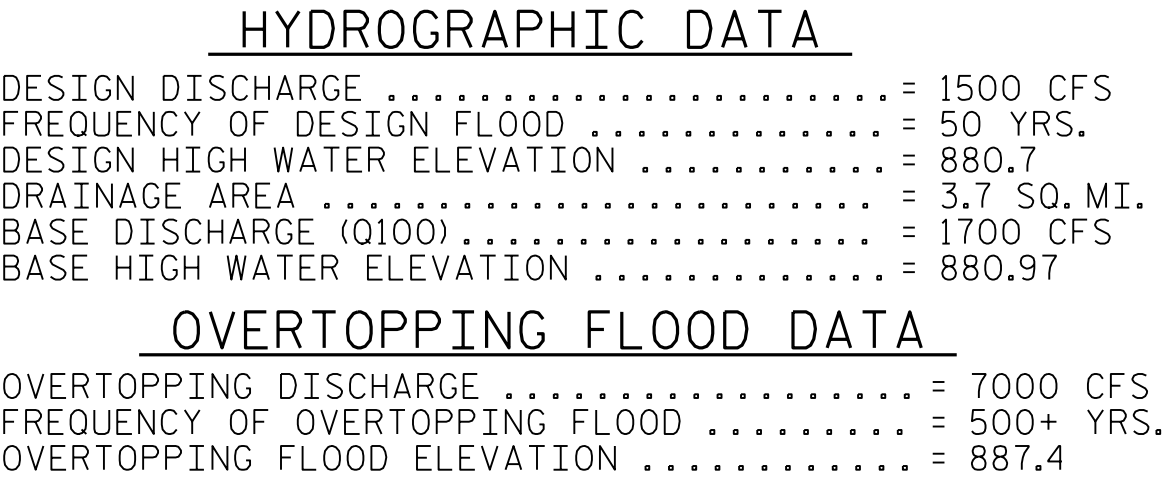 HYDROGRAPHIC DATA
DESIGN DISCHARGE ...................... = 1500 CFS
FREQUENCY OF DESIGN FLOOD ............. = 50 YRS.
DESIGN HIGH WATER ELEVATION ........... = 880.7
DRAINAGE AREA ........................ = 3.7 SQ. MI.
BASE DISCHARGE (Q100).................. = 1700 CFS
BASE HIGH WATER ELEVATION ............. = 880.97
OVERTOPPING FLOOD DATA
OVERTOPPING DISCHARGE .................. = 7000 CFS
FREQUENCY OF OVERTOPPING FLOOD .......... = 500+ YRS.
OVERTOPPING FLOOD ELEVATION ............ = 887.4